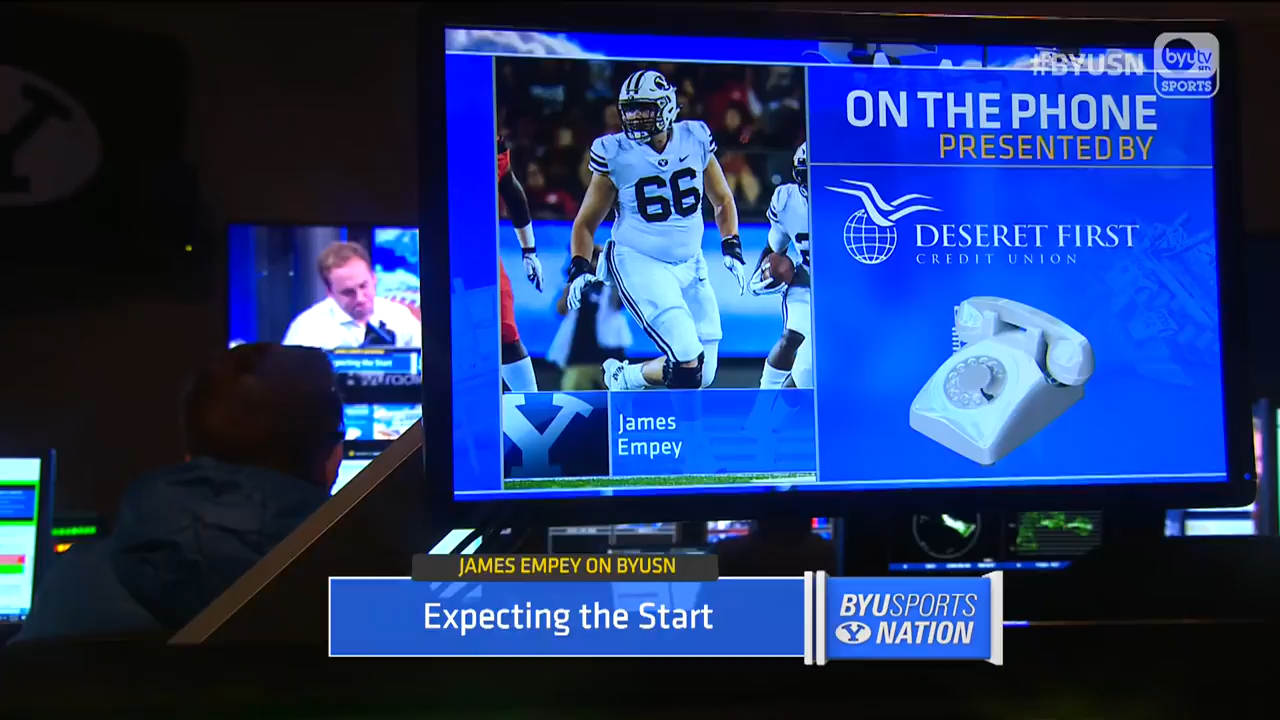 #BYUSN
byutv
SPORTS
ON THE PHONE
PRESENTED BY
66
DESERET FIRST
CREDIT UNION
James
Empey
Y
JAMES EMPEY ON BYUSN
Expecting the Start
BYUSPORTS
NATION